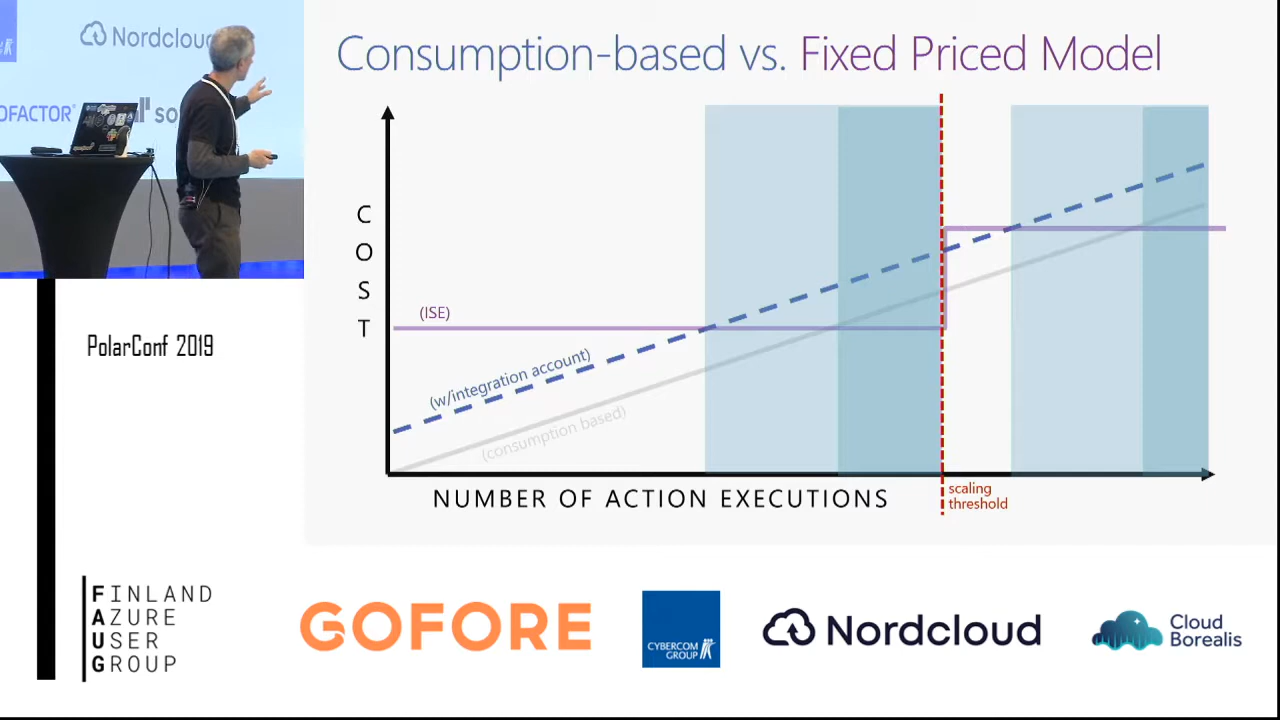 Nordcloud
OFACTOR
so
Consumption-based vs. Fixed Priced Model
COST
(ISE)
(w/integration account)
(consumption based)
NUMBER OF ACTION EXECUTIONS
scaling
threshold
PolarConf 2019
FINLAND
AZURE
USER
GROUP
GOFORE
CYBERCOM
GROUP
Nordcloud
Cloud
Borealis